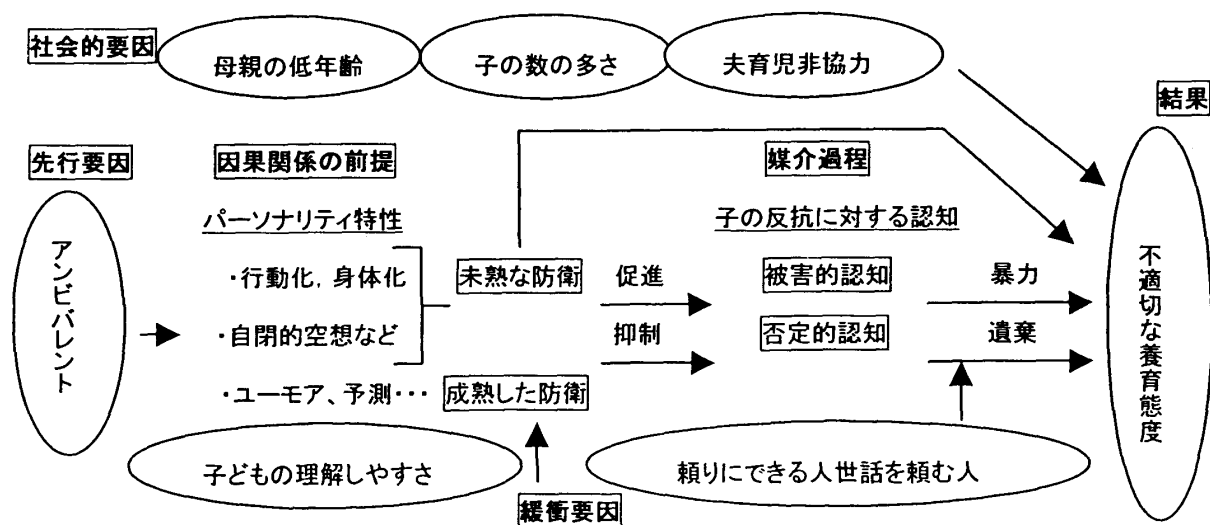 社会的要因
母親の低年齢
子の数の多さ
夫育児非協力
結果
先行要因
因果関係の前提
媒介過程
パーソナリティ特性
子の反抗に対する認知
アンビバレント
・行動化,身体化
未熟な防衛
促進
被害的認知
暴力
・自閉的空想など
抑制
否定的認知
遺棄
・ユーモア、予測・・・
成熟した防衛
不適切な養育態度
子どもの理解しやすさ
頼りにできる人世話を頼む人
緩衝要因